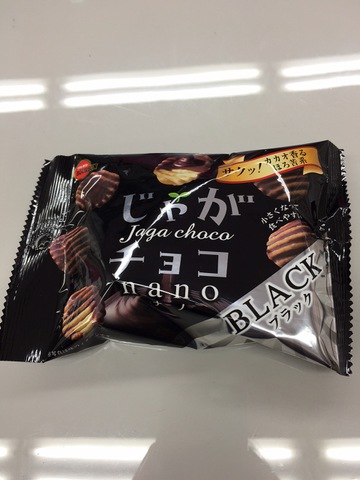 サクッ!カカオ香る
ほろ苦系
じゃが
Jaga choco
チョコ
nano
小さくなって
食べやすい
BLACK
ブラック